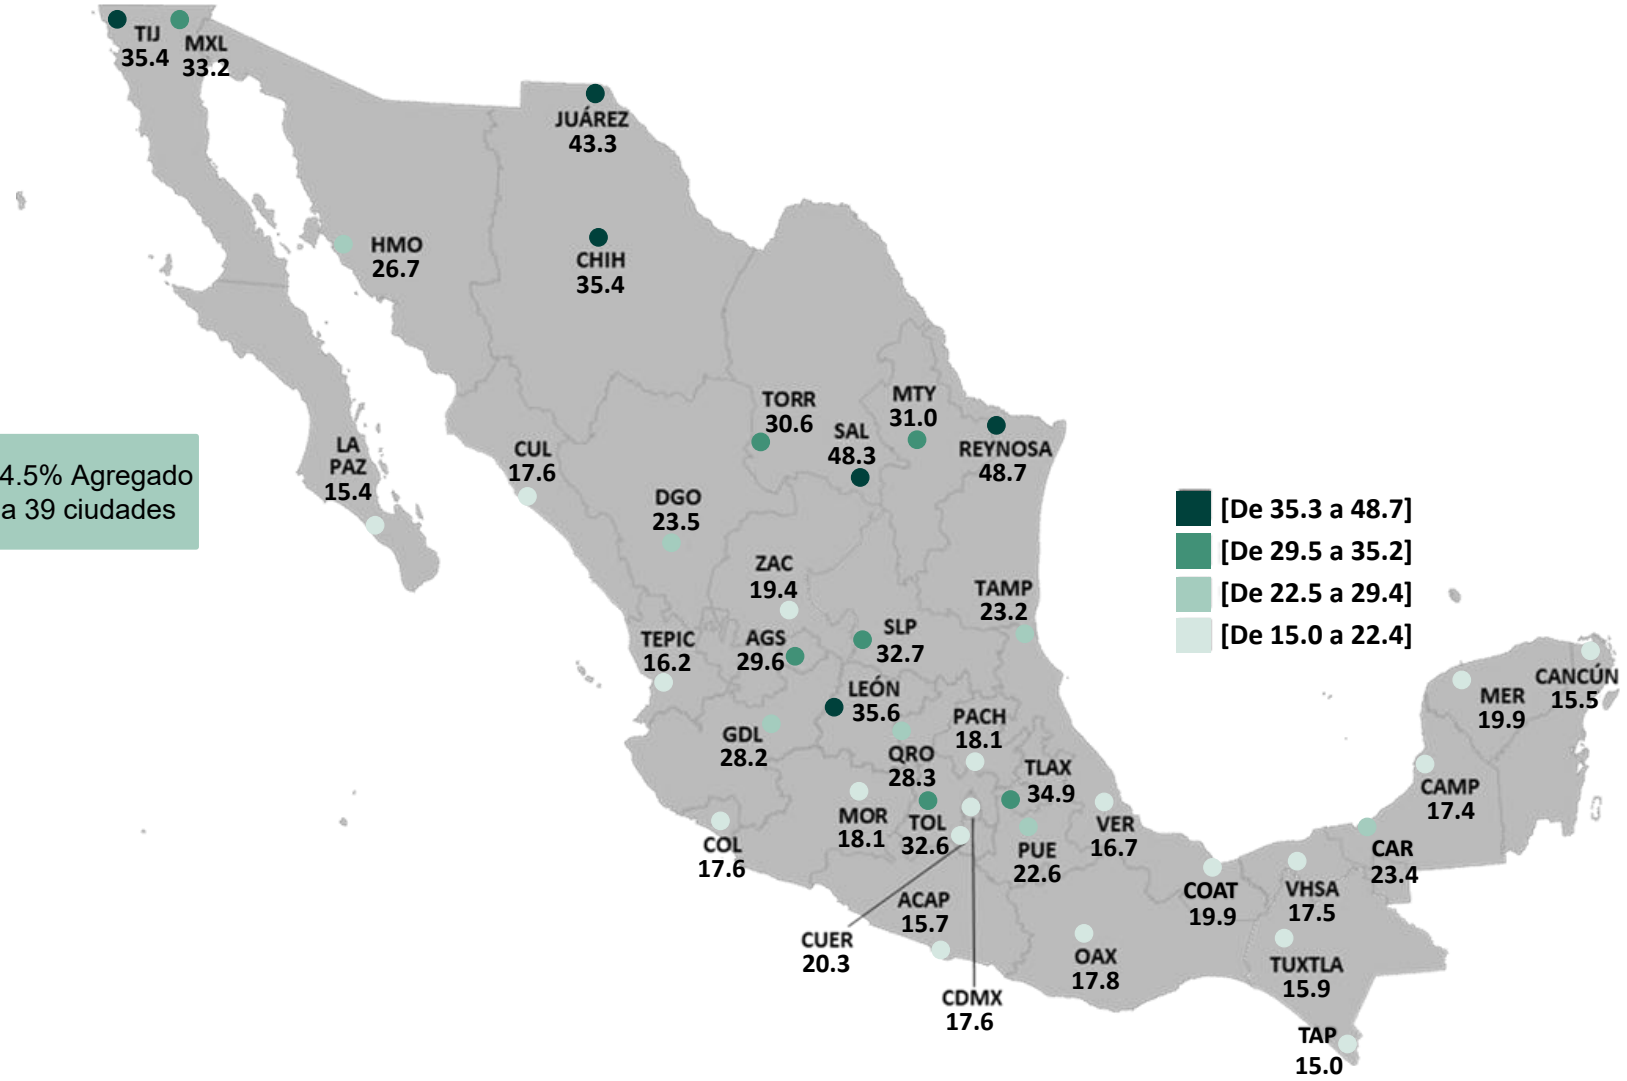 TIJ
35.4
MXL
33.2
JUÁREZ
43.3
HMO
26.7
CHIH
35.4
TORR
30.6
MTY
31.0
SAL
48.3
REYNOSA
48.7
LA
PAZ
15.4
CUL
17.6
4.5% Agregado
a 39 ciudades
DGO
23.5
[De 35.3 a 48.7]
[De 29.5 a 35.2]
[De 22.5 a 29.4]
[De 15.0 a 22.4]
ZAC
19.4
TAMP
23.2
TEPIC
16.2
AGS
29.6
SLP
32.7
LEÓN
35.6
PACH
18.1
CANCÚN
15.5
MER
19.9
GDL
28.2
QRO
28.3
TLAX
34.9
CAMP
17.4
MOR
18.1
TOL
32.6
VER
16.7
COL
17.6
PUE
22.6
CAR
23.4
COAT
19.9
VHSA
17.5
ACAP
15.7
CUER
20.3
OAX
17.8
TUXTLA
15.9
CDMX
17.6
TAP
15.0